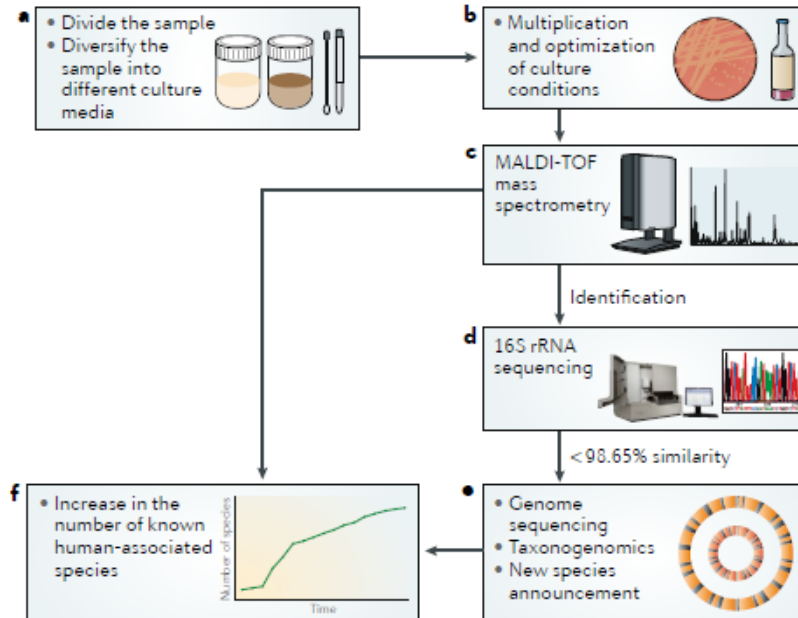 a
• Divide the sample
• Diversify the
sample into
different culture
media
b
• Multiplication
and optimization
of culture
conditions
c
MALDI-TOF
mass
spectrometry
Identification
d
16S rRNA
sequencing
<98.65% similarity
e
• Genome
sequencing
• Taxonogenomics
• New species
announcement
f
• Increase in the
number of known
human-associated
species
Number of species
Time